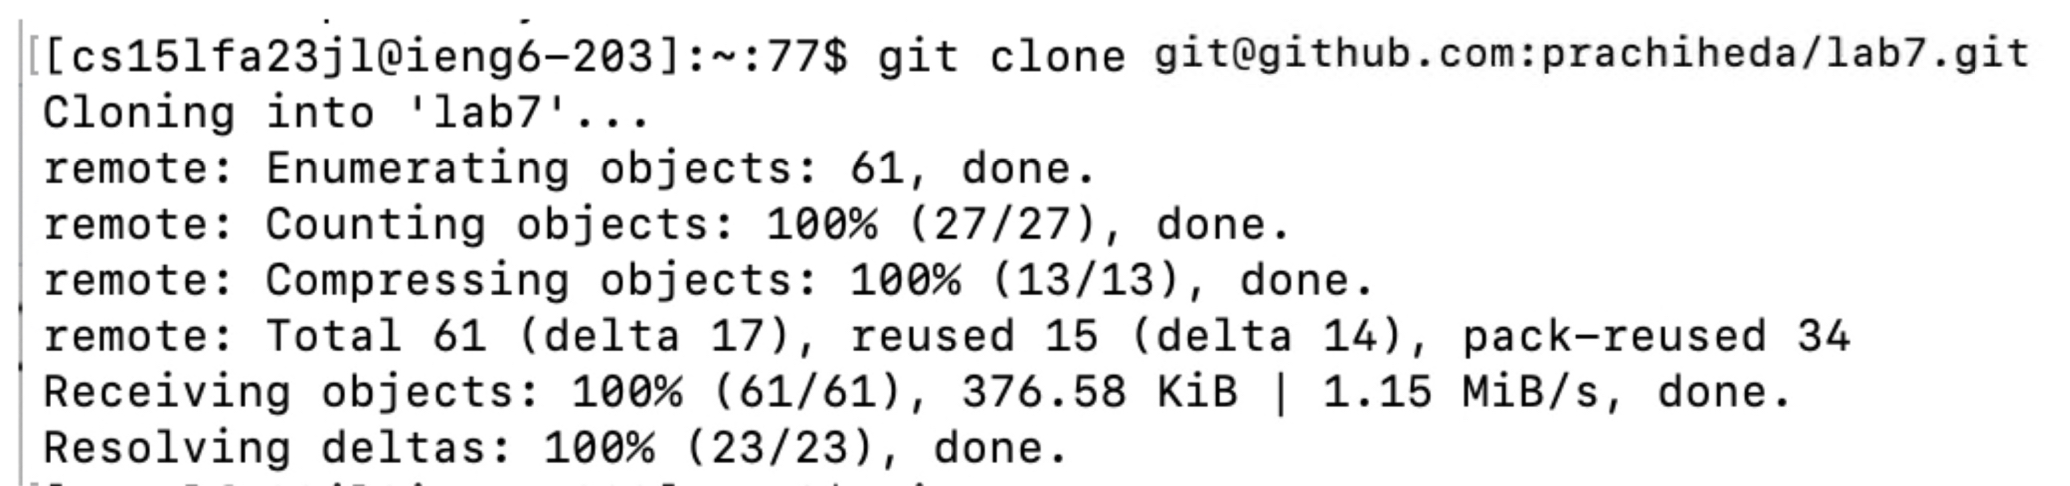 [[cs15lfa23jl@ieng6-203]:~:77$ git clone git@github.com:prachiheda/lab7.git
Cloning into 'lab7'...
remote: Enumerating objects: 61, done.
remote: Counting objects: 100% (27/27), done.
remote: Compressing objects: 100% (13/13), done.
remote: Total 61 (delta 17), reused 15 (delta 14), pack-reused 34
Receiving objects: 100% (61/61), 376.58 KiB | 1.15 MiB/s, done.
Resolving deltas: 100% (23/23), done.